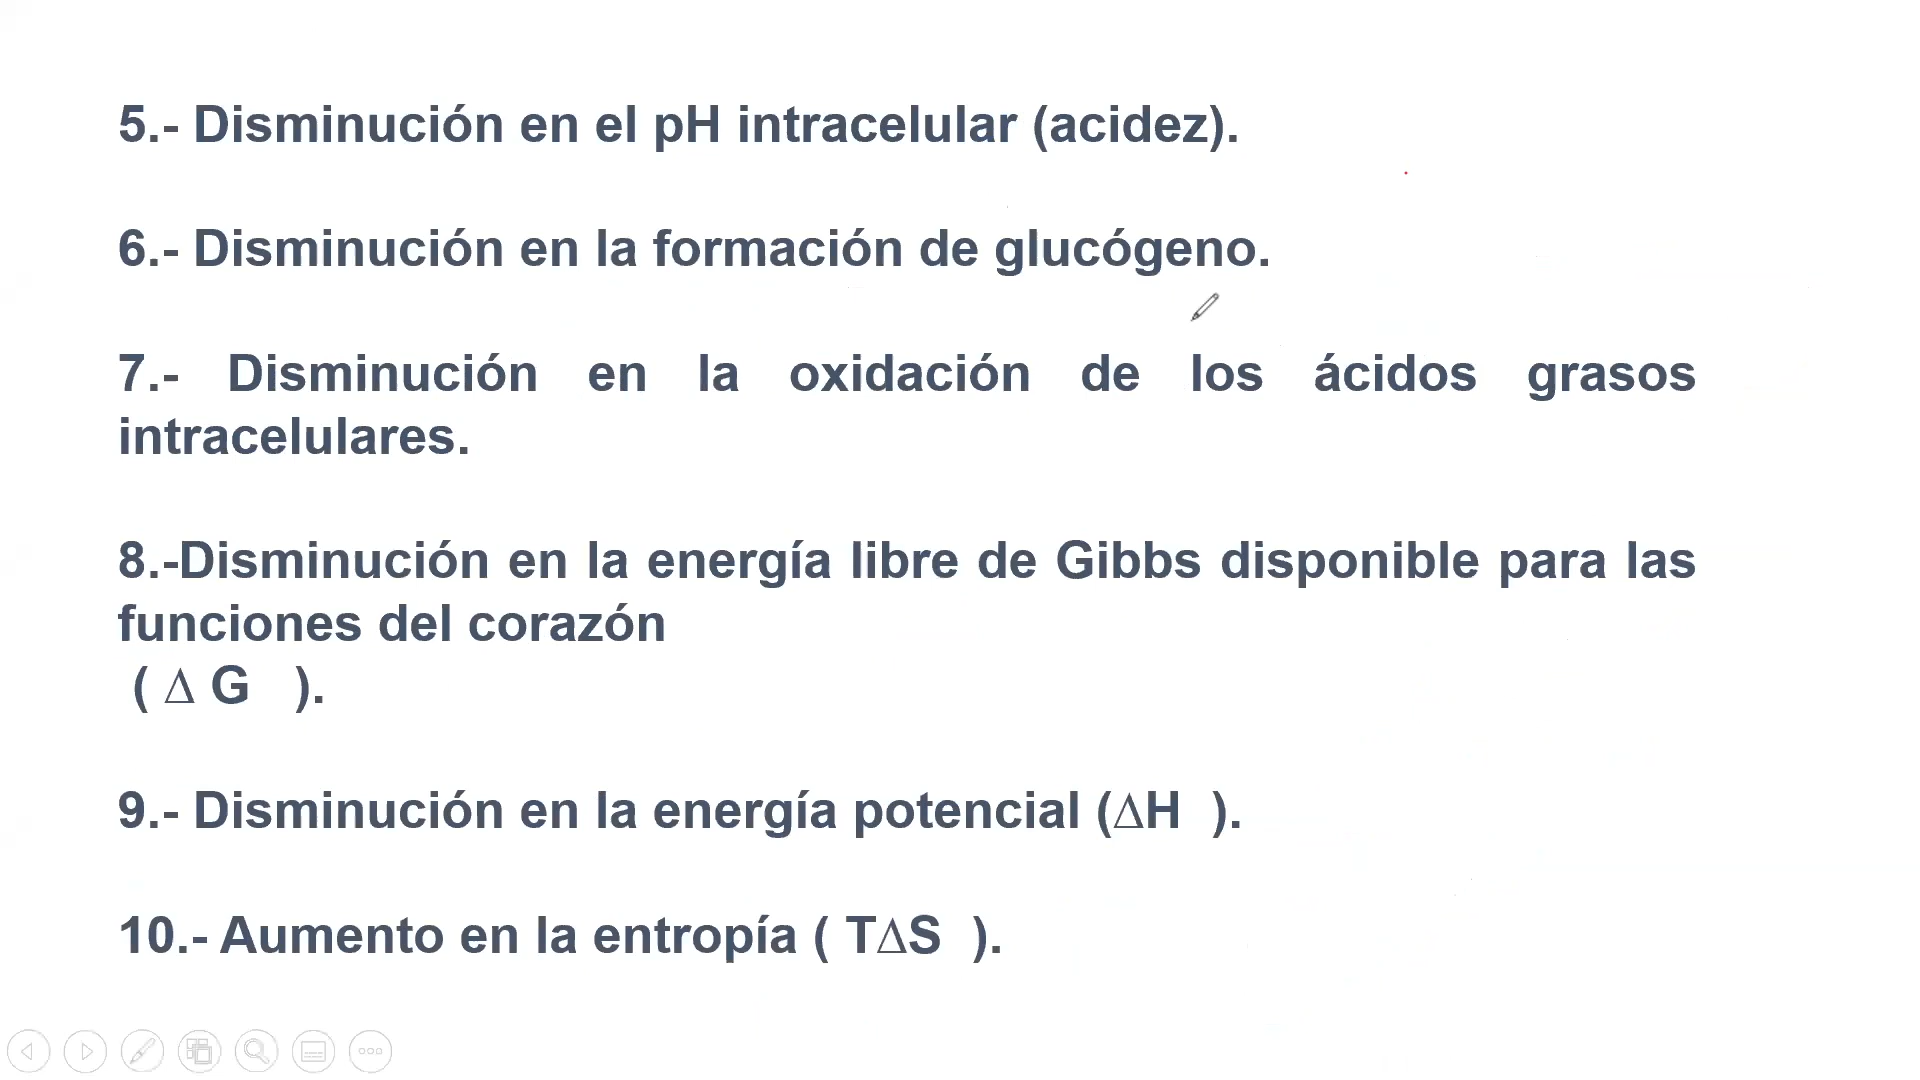 5.- Disminución en el pH intracelular (acidez).
6.- Disminución en la formación de glucógeno.
7.- Disminución en la oxidación de los ácidos grasos
intracelulares.
8.-Disminución en la energía libre de Gibbs disponible para las
funciones del corazón
( Δ G ).
9.- Disminución en la energía potencial (ΔH ).
10.- Aumento en la entropía ( TΔS ).